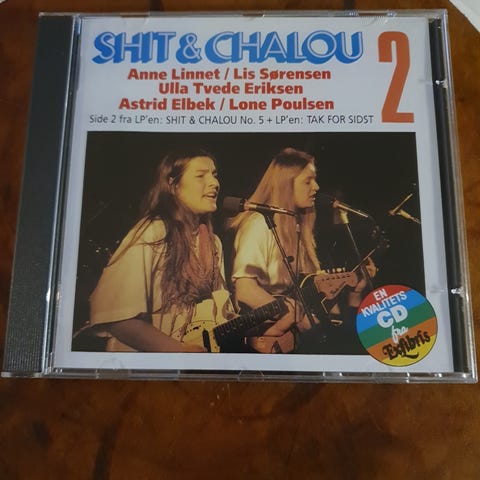 SHIT & CHALOU 2
Anne Linnet / Lis Sørensen
Ulla Tvede Eriksen
Astrid Elbek / Lone Poulsen
Side 2 fra LP'en: SHIT & CHALOU No. 5 + LP'en: TAK FOR SIDST
EN
KVALITETS
CD
fra
ExLibris